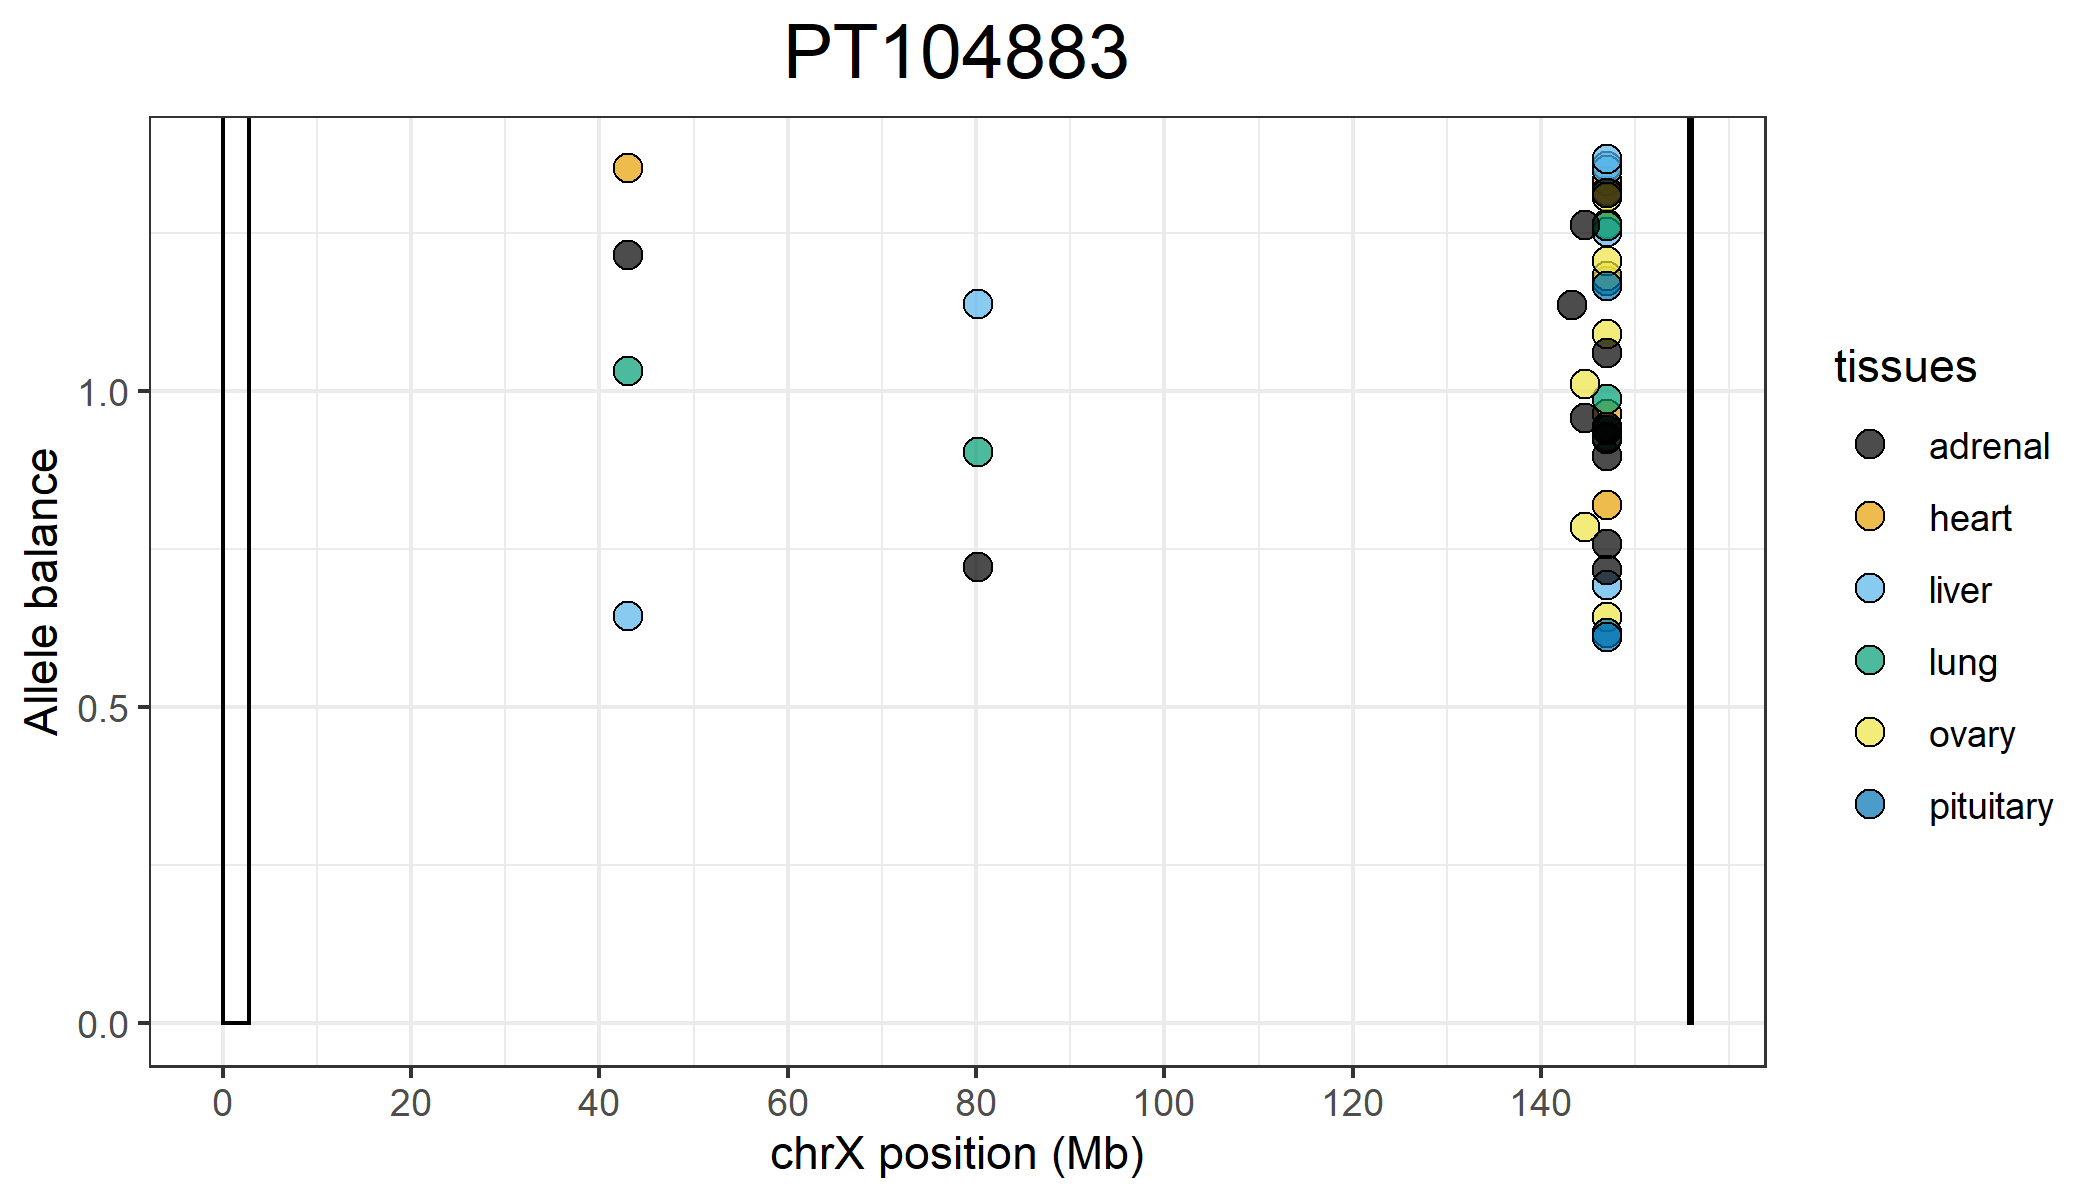 PT104883
Allele balance
1.0
0.5
0.0
0 20 40 60 80 100 120 140
chrX position (Mb)
tissues
adrenal
heart
liver
lung
ovary
pituitary